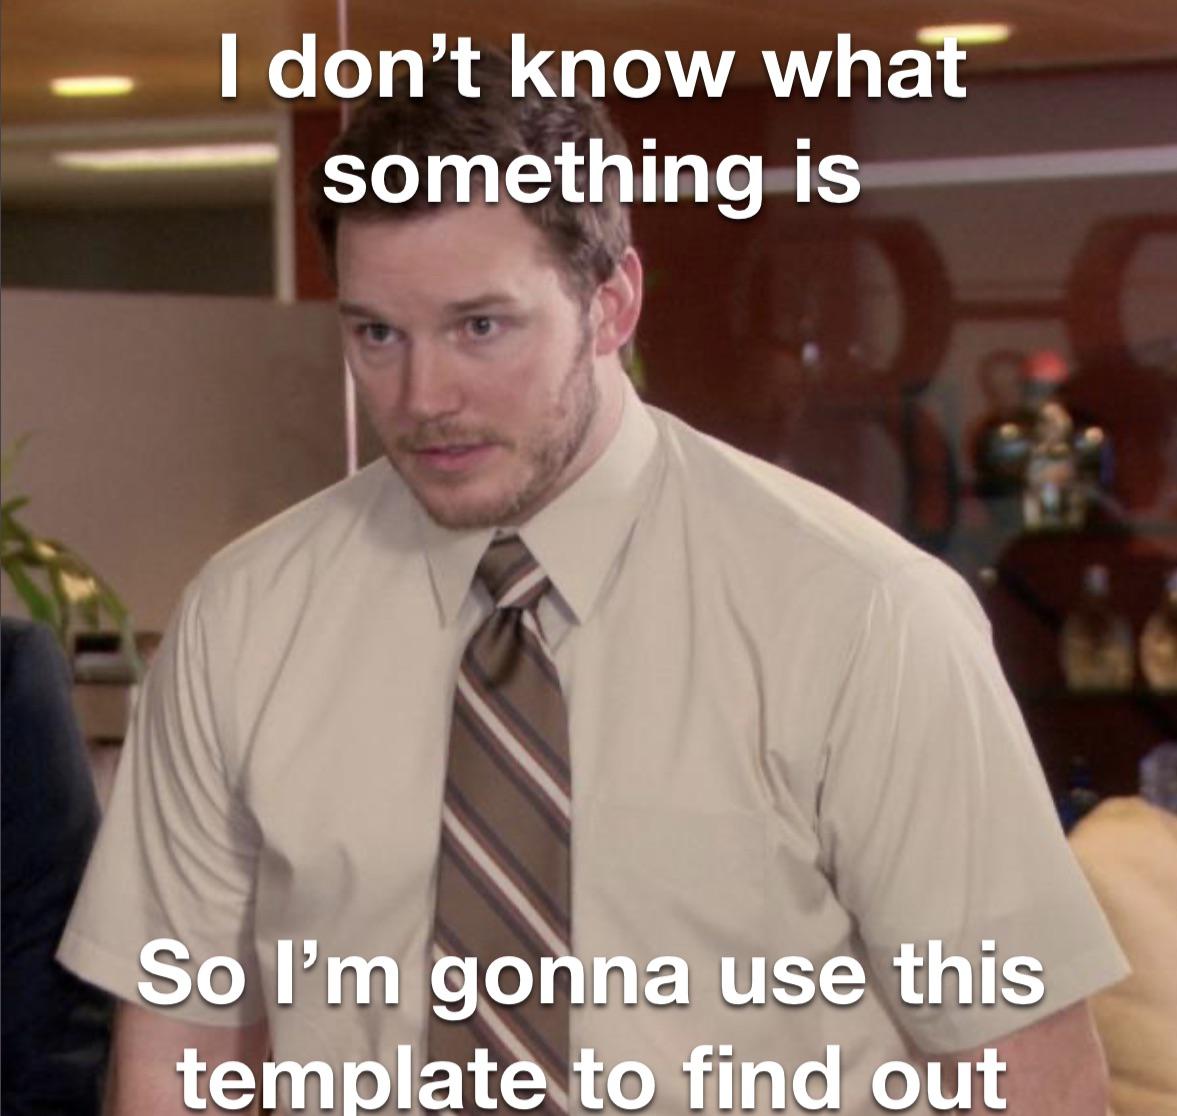 I don’t know what
something is
So I’m gonna use this
template to find out